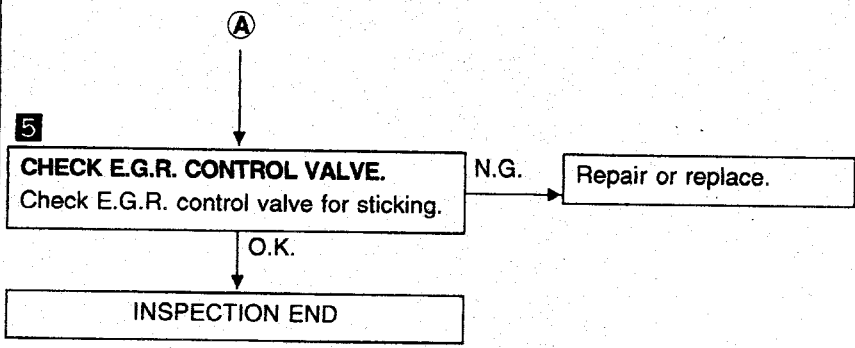 A
5
CHECK E.G.R. CONTROL VALVE.
Check E.G.R. control valve for sticking.
N.G.
Repair or replace.
O.K.
INSPECTION END